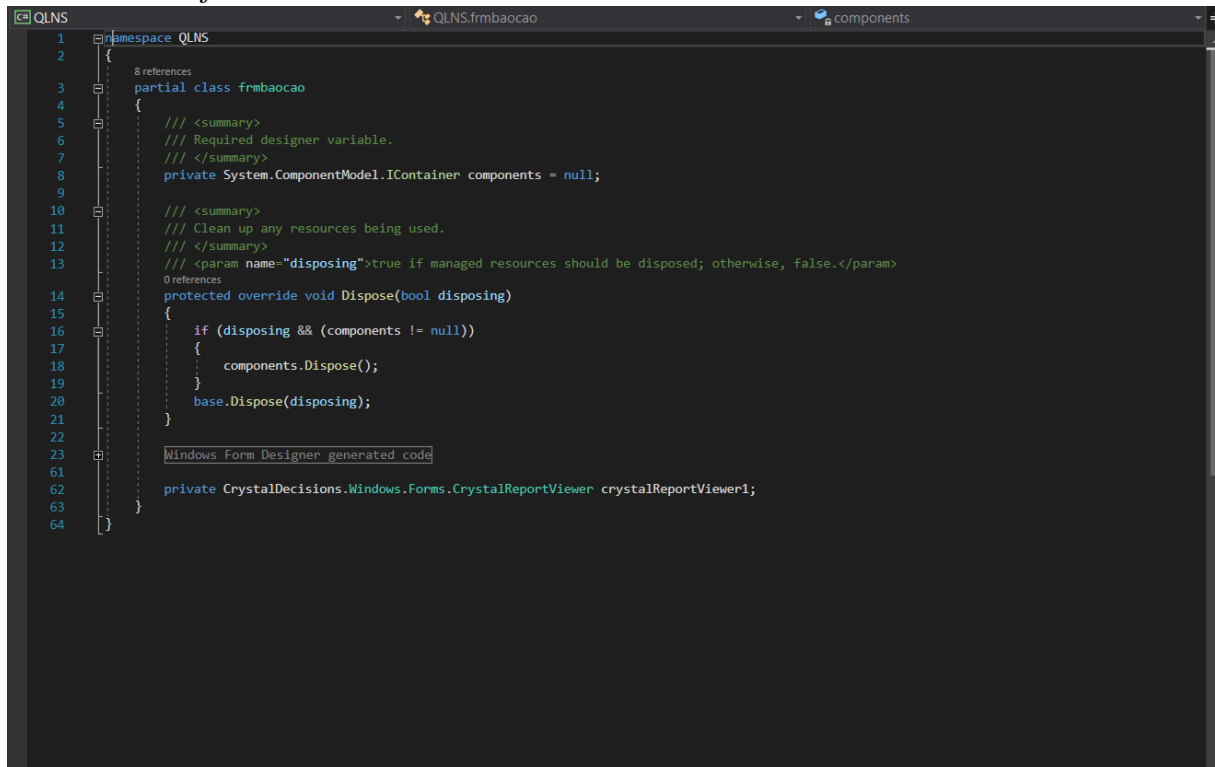 C# QLNS QLNS.frmbaocao components
1 namespace QLNS
2 {
8 references
3 partial class frmbaocao
4 {
5 /// <summary>
6 /// Required designer variable.
7 /// </summary>
8 private System.ComponentModel.IContainer components = null;
9
10 /// <summary>
11 /// Clean up any resources being used.
12 /// </summary>
13 /// <param name="disposing">true if managed resources should be disposed; otherwise, false.</param>
0 references
14 protected override void Dispose(bool disposing)
15 {
16 if (disposing && (components != null))
17 {
18 components.Dispose();
19 }
20 base.Dispose(disposing);
21 }
22
23 Windows Form Designer generated code
61
62 private CrystalDecisions.Windows.Forms.CrystalReportViewer crystalReportViewer1;
63 }
64 }